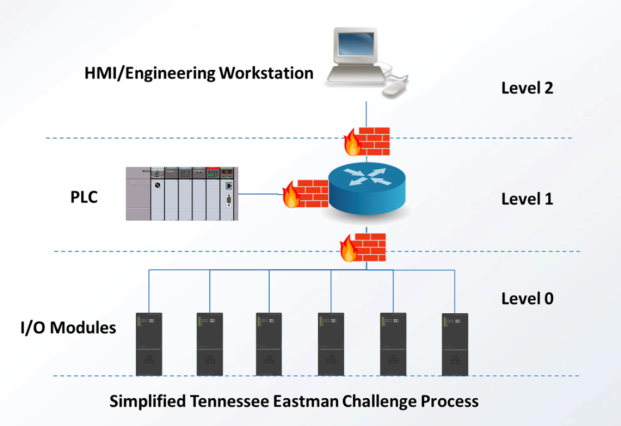 HMI/Engineering Workstation
Level 2
PLC
Level 1
Level 0
I/O Modules
Simplified Tennessee Eastman Challenge Process